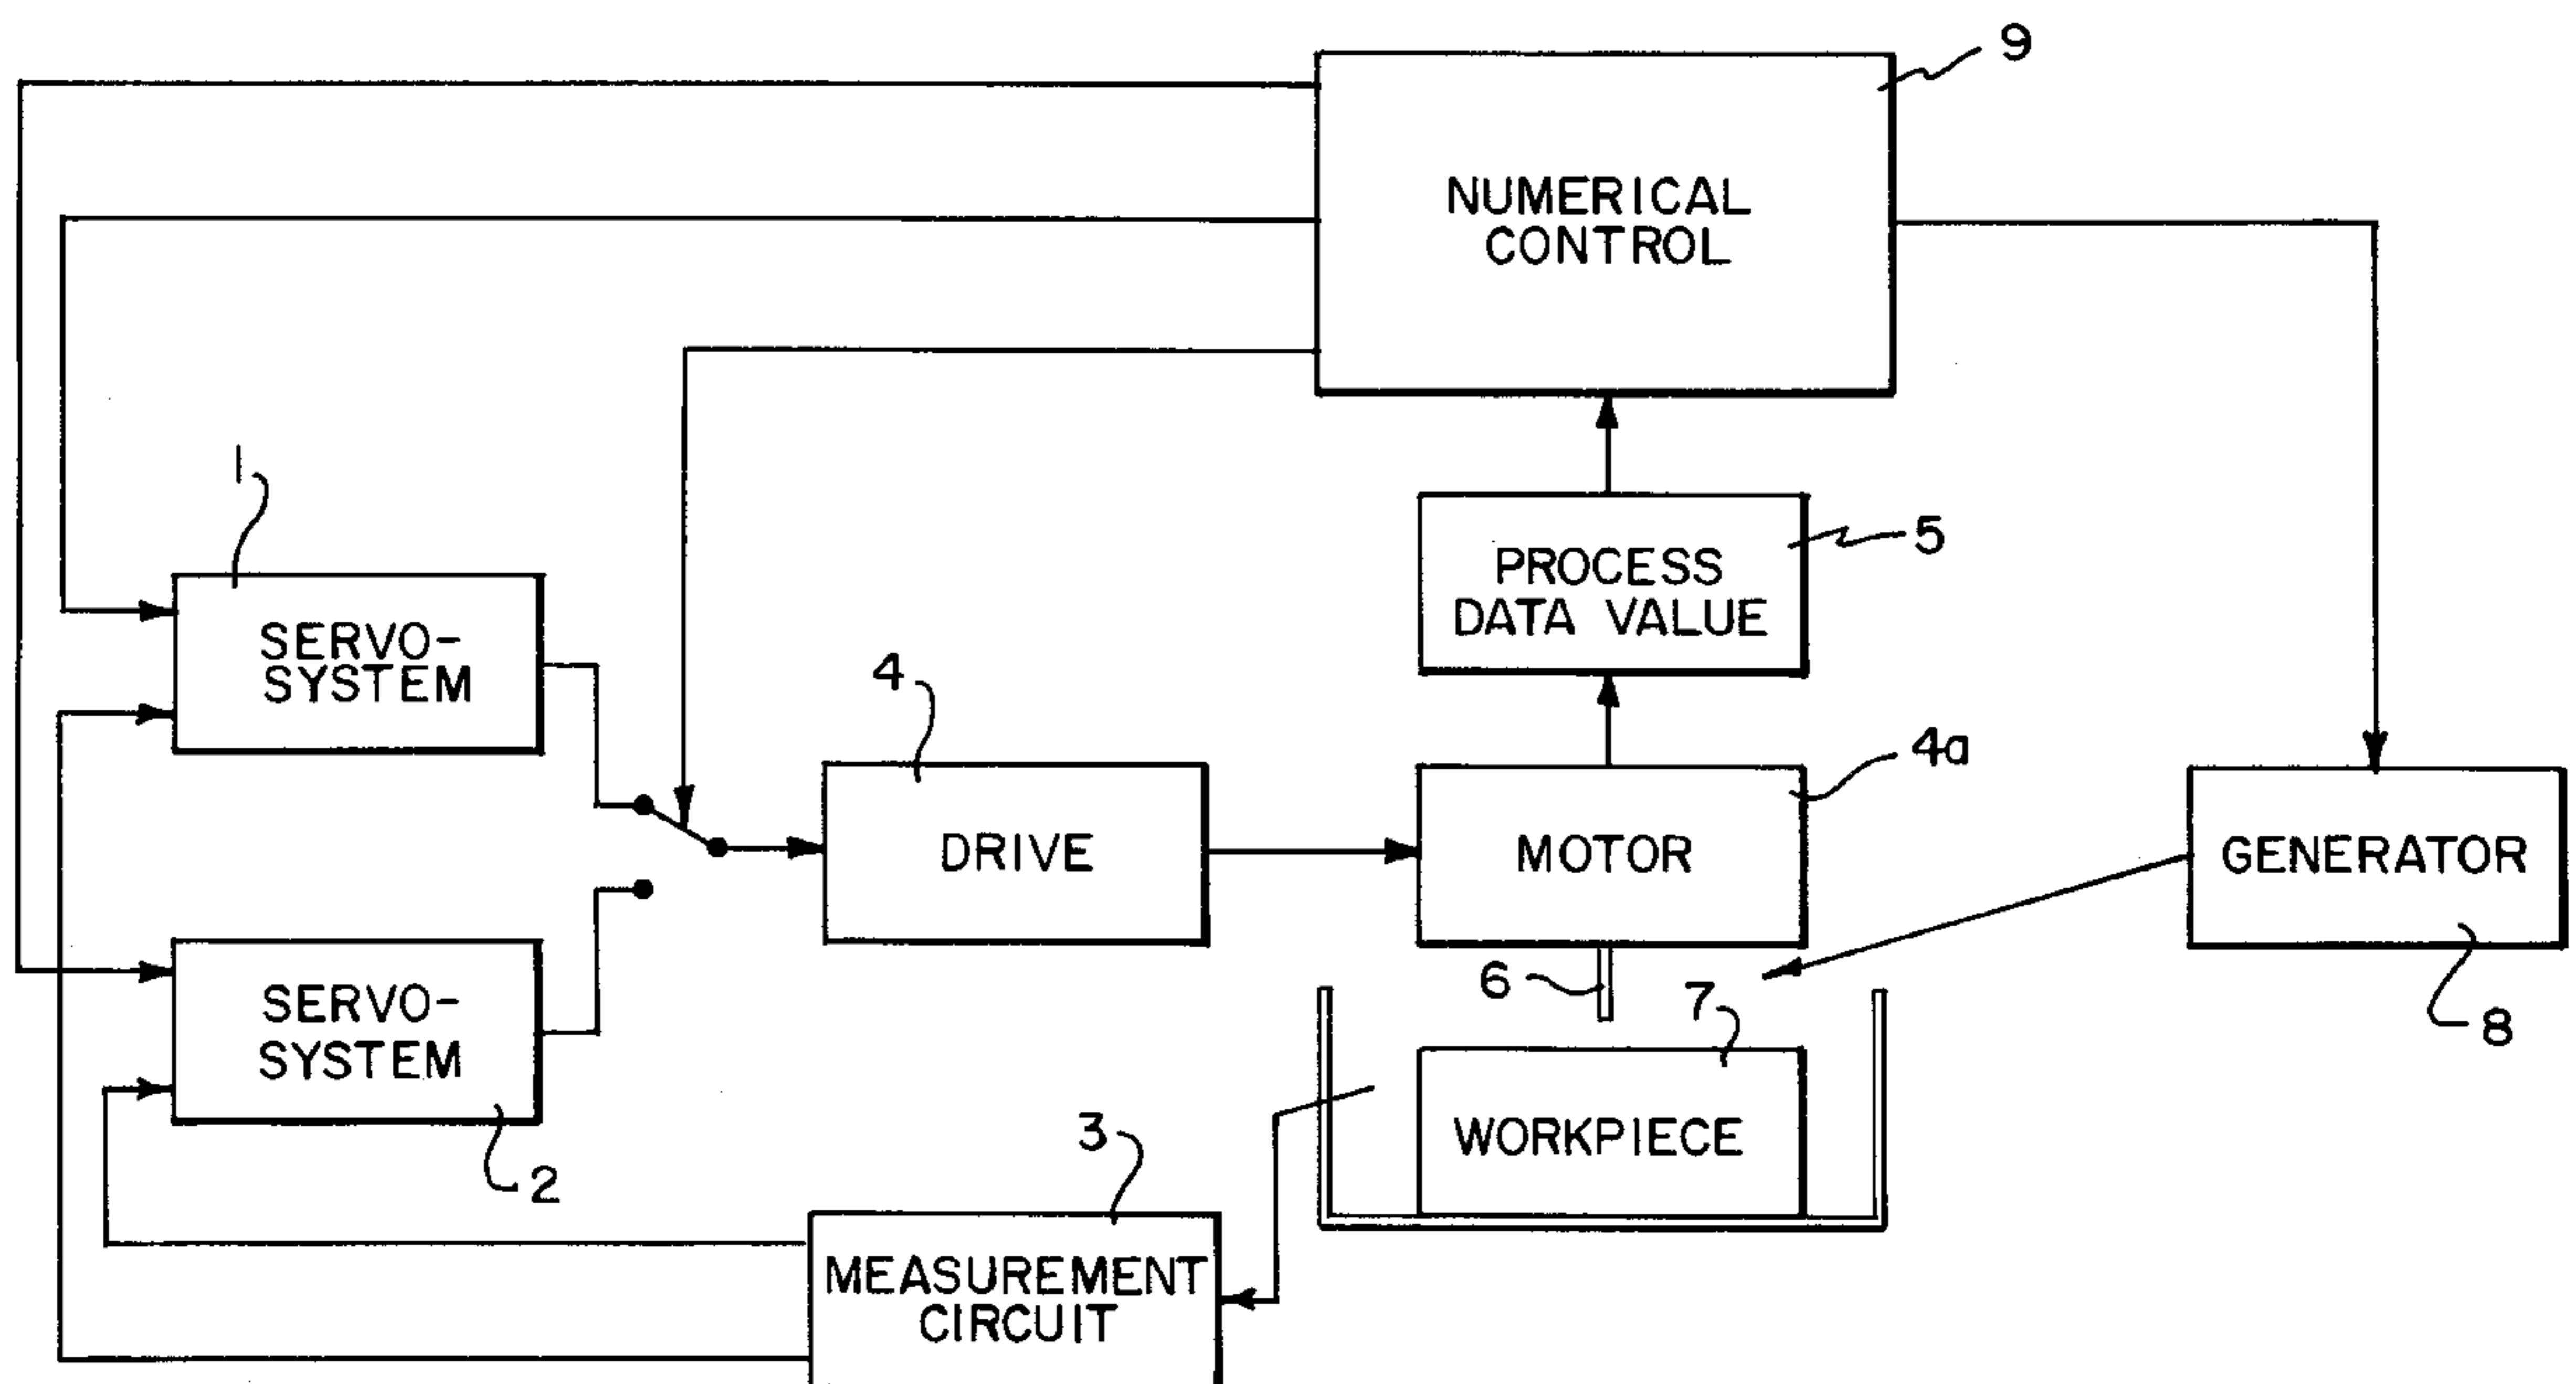 9
NUMERICAL
CONTROL
1
5
PROCESS
DATA VALUE
SERVO-
SYSTEM
4
4a
DRIVE
MOTOR
GENERATOR
6
7
8
SERVO-
SYSTEM
2
3
WORKPIECE
MEASUREMENT
CIRCUIT